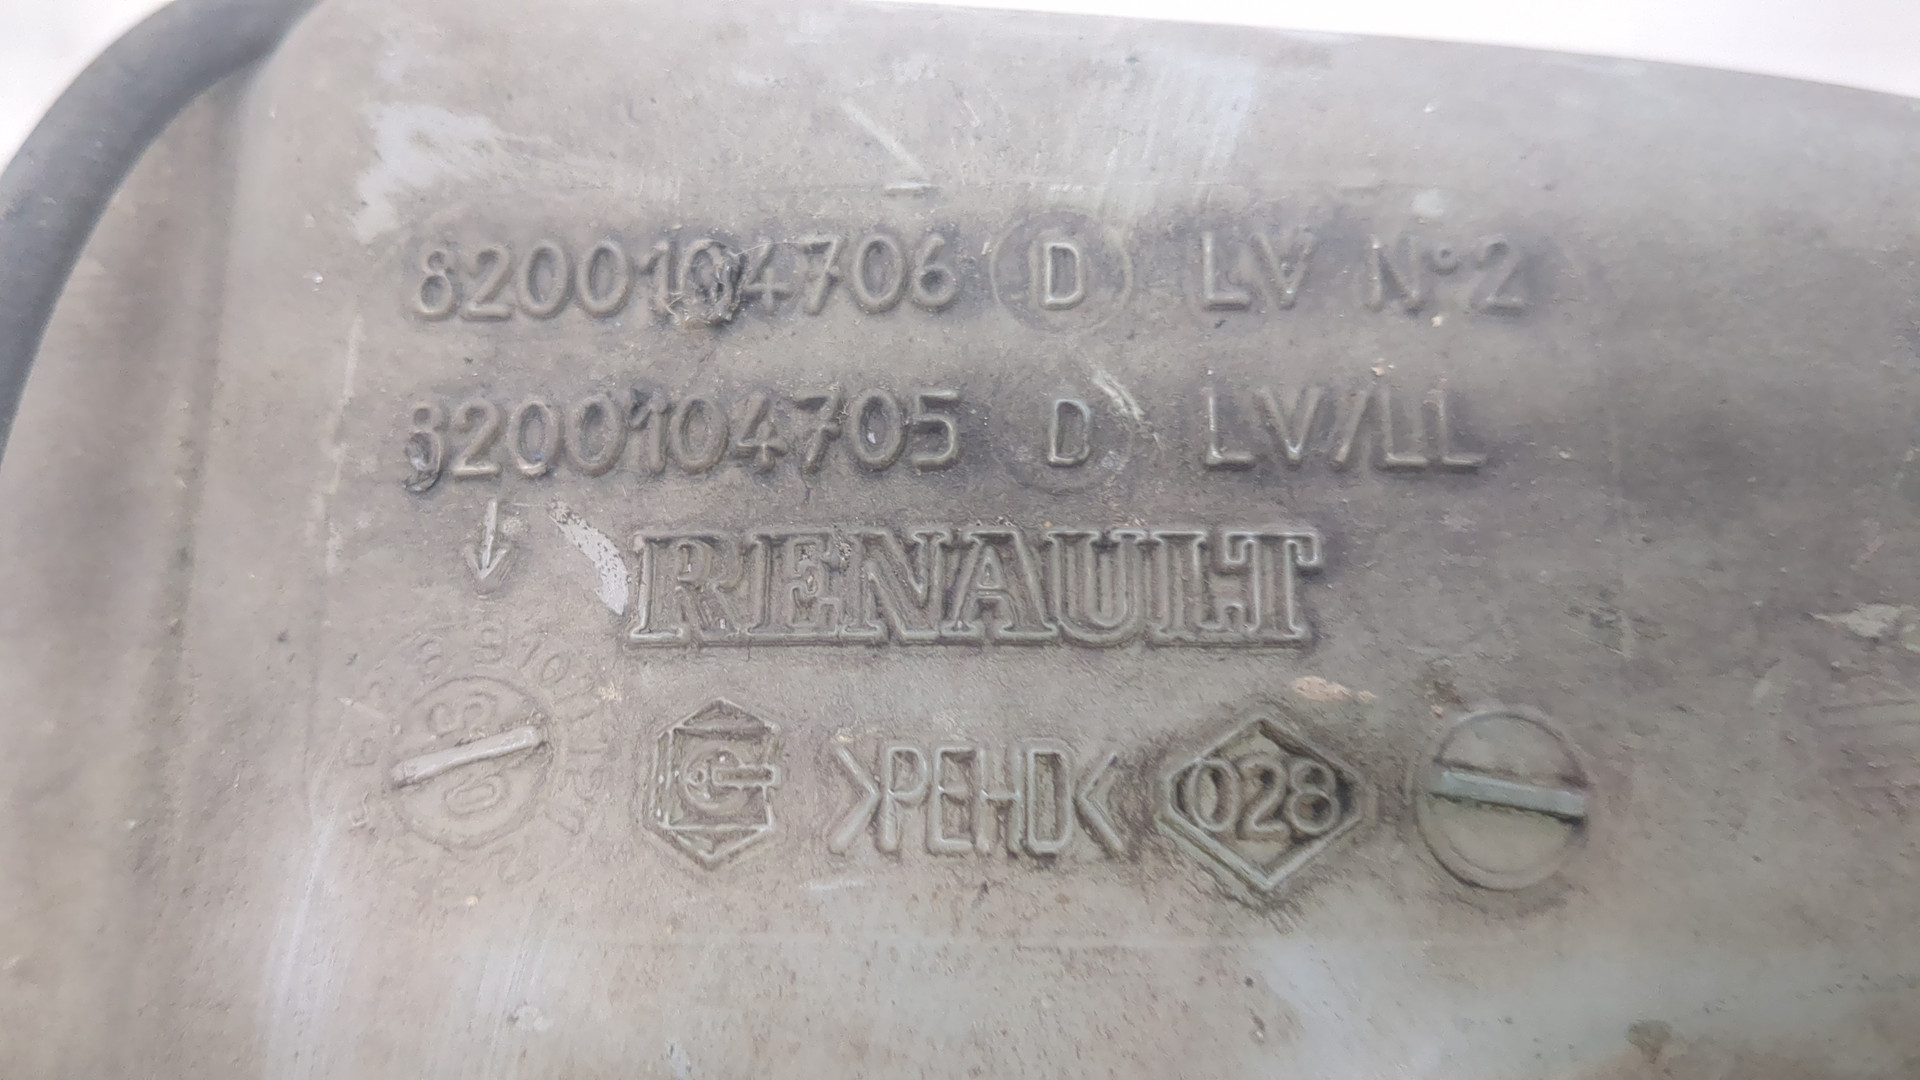 8200104706 D LV N°2
8200104705 D LV/LL
RENAULT
>PEHD< 028